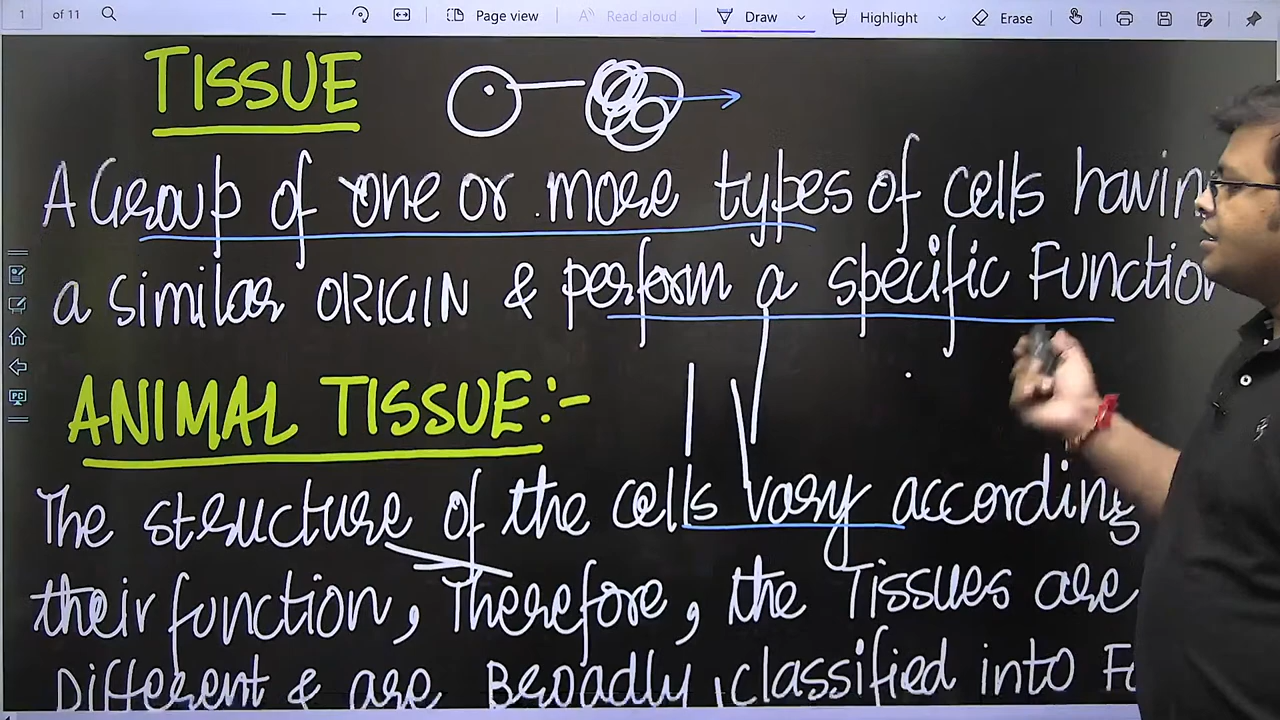 1 of 11 Page view Read aloud Draw Highlight Erase
TISSUE
A Group of one or more types of cells having
a similar ORIGIN & perform a specific Function
ANIMAL TISSUE:-
The structure of the cells vary according
their function, Therefore, the Tissues are
Different & are Broadly classified into